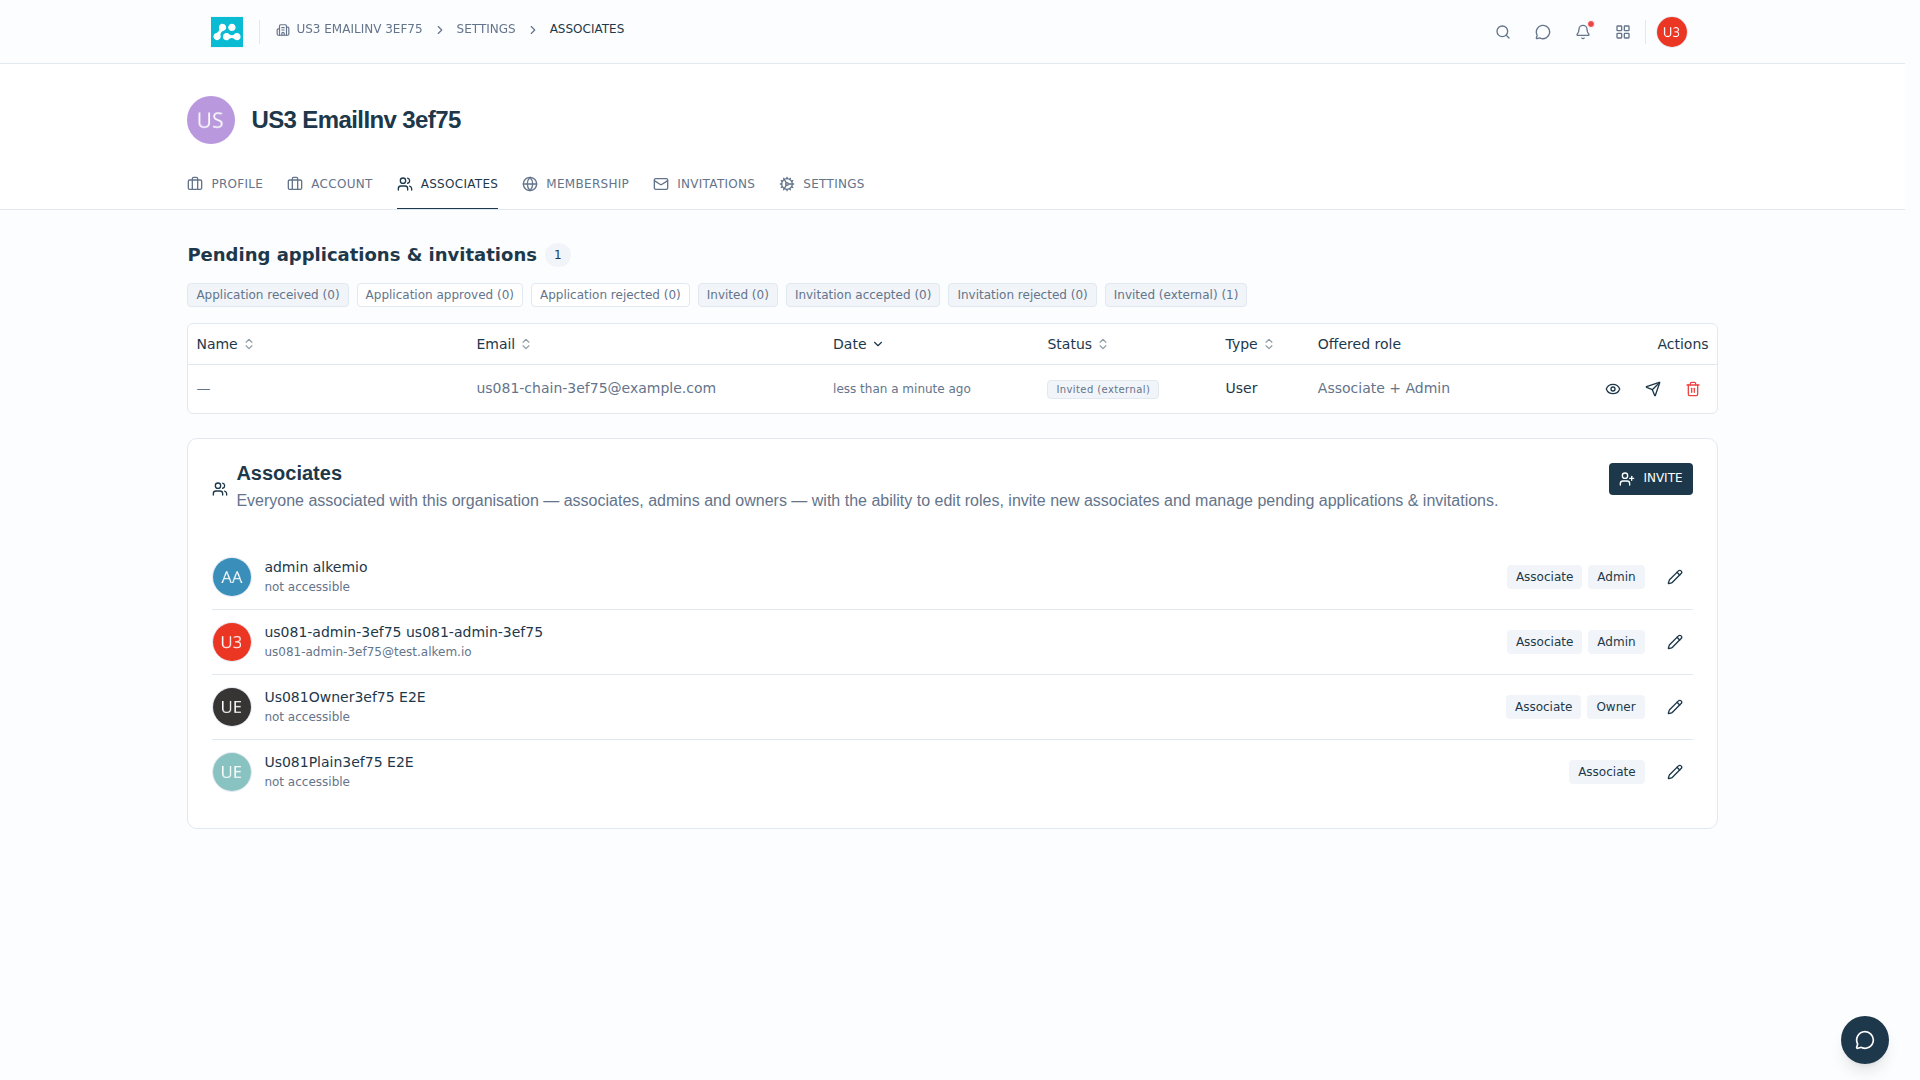 US3 EMAILINV 3EF75 > SETTINGS > ASSOCIATES
U3
US
US3 EmailInv 3ef75
PROFILE ACCOUNT ASSOCIATES MEMBERSHIP INVITATIONS SETTINGS
Pending applications & invitations 1
Application received (0) Application approved (0) Application rejected (0) Invited (0) Invitation accepted (0) Invitation rejected (0) Invited (external) (1)
Name Email Date Status Type Offered role Actions
— us081-chain-3ef75@example.com less than a minute ago Invited (external) User Associate + Admin
Associates
INVITE
Everyone associated with this organisation — associates, admins and owners — with the ability to edit roles, invite new associates and manage pending applications & invitations.
AA admin alkemio Associate Admin
not accessible
U3 us081-admin-3ef75 us081-admin-3ef75 Associate Admin
us081-admin-3ef75@test.alkem.io
UE Us081Owner3ef75 E2E Associate Owner
not accessible
UE Us081Plain3ef75 E2E Associate
not accessible